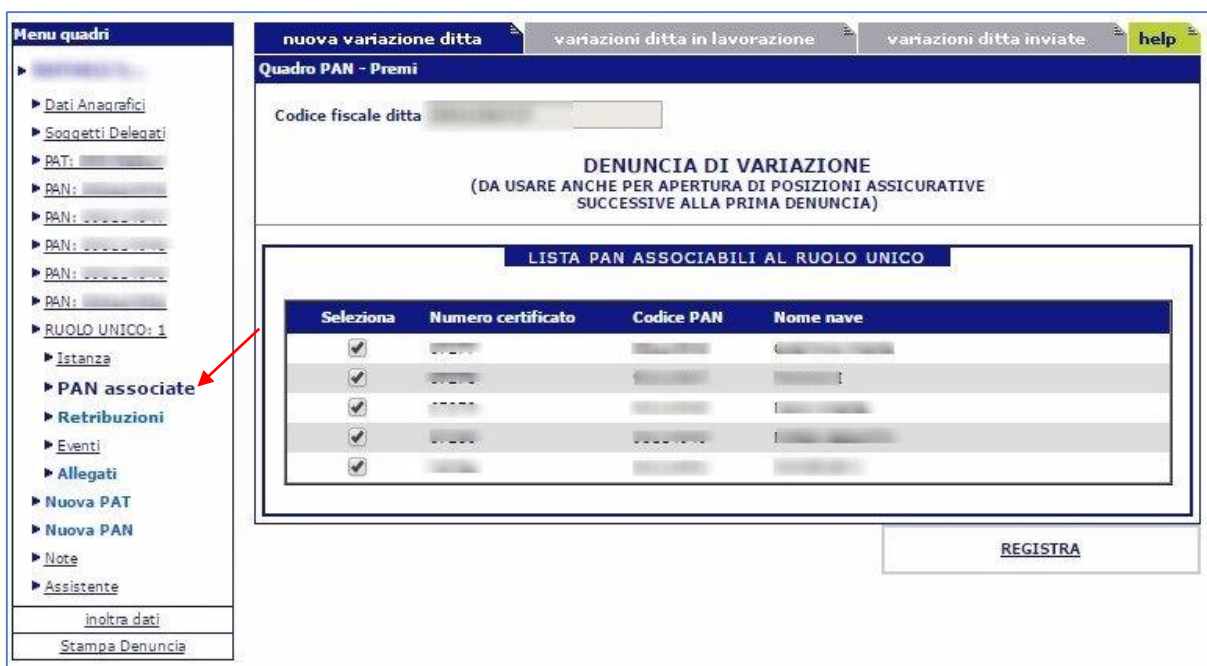 Menu quadri
Dati Anagrafici
Soggetti Delegati
PAT:
PAN:
PAN:
PAN:
PAN:
PAN:
RUOLO UNICO: 1
Istanza
PAN associate
Retribuzioni
Eventi
Allegati
Nuova PAT
Nuova PAN
Note
Assistente
inoltra dati
Stampa Denuncia
nuova variazione ditta variazioni ditta in lavorazione variazioni ditta inviate help
Quadro PAN - Premi
Codice fiscale ditta
DENUNCIA DI VARIAZIONE
(DA USARE ANCHE PER APERTURA DI POSIZIONI ASSICURATIVE
SUCCESSIVE ALLA PRIMA DENUNCIA)
LISTA PAN ASSOCIABILI AL RUOLO UNICO
Seleziona Numero certificato Codice PAN Nome nave
REGISTRA